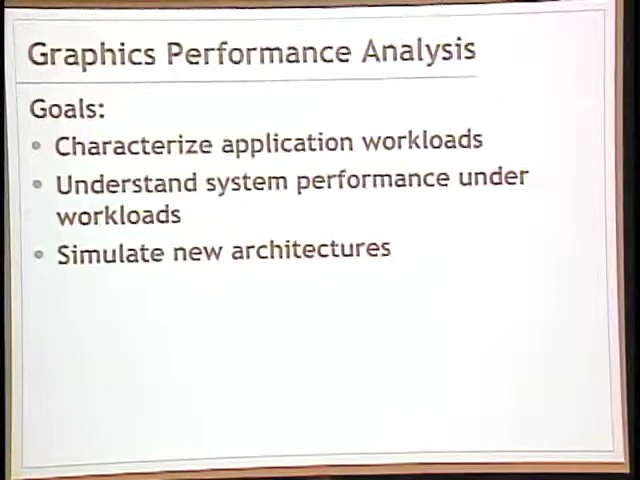 Graphics Performance Analysis
Goals:
Characterize application workloads
Understand system performance under
workloads
Simulate new architectures